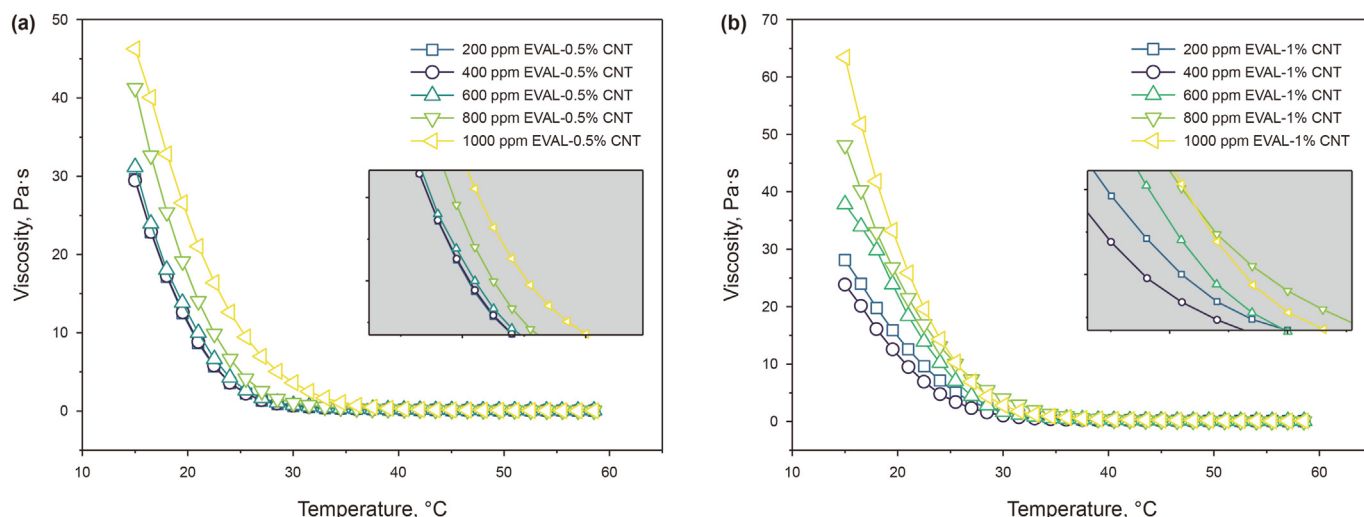 (a)
50
40
30
20
10
0
Viscosity, Pa·s
200 ppm EVAL-0.5% CNT
400 ppm EVAL-0.5% CNT
600 ppm EVAL-0.5% CNT
800 ppm EVAL-0.5% CNT
1000 ppm EVAL-0.5% CNT
10 20 30 40 50 60
Temperature, °C
(b)
70
60
50
40
30
20
10
0
Viscosity, Pa·s
200 ppm EVAL-1% CNT
400 ppm EVAL-1% CNT
600 ppm EVAL-1% CNT
800 ppm EVAL-1% CNT
1000 ppm EVAL-1% CNT
10 20 30 40 50 60
Temperature, °C